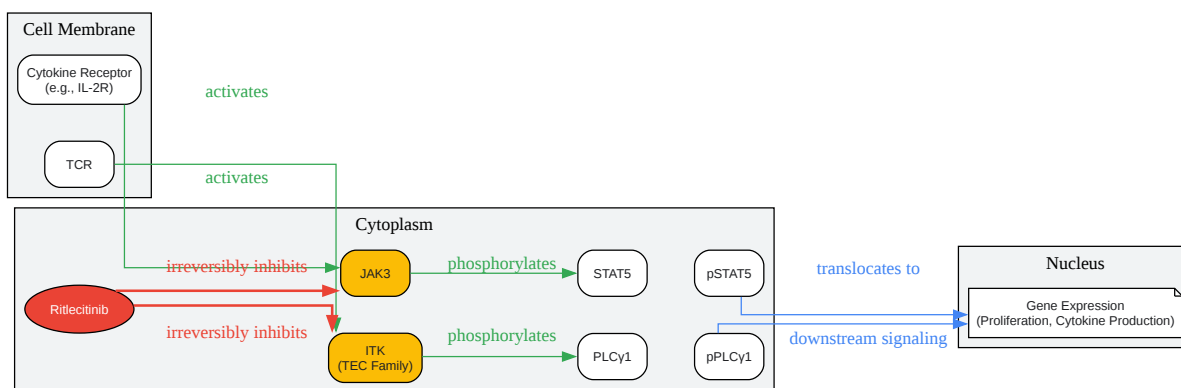 Cell Membrane
Cytokine Receptor
(e.g., IL-2R)
activates
TCR
activates
Cytoplasm
irreversibly inhibits
JAK3
phosphorylates
STAT5
pSTAT5
translocates to
Nucleus
Ritlecitinib
Gene Expression
(Proliferation, Cytokine Production)
irreversibly inhibits
ITK
(TEC Family)
phosphorylates
PLCγ1
pPLCγ1
downstream signaling